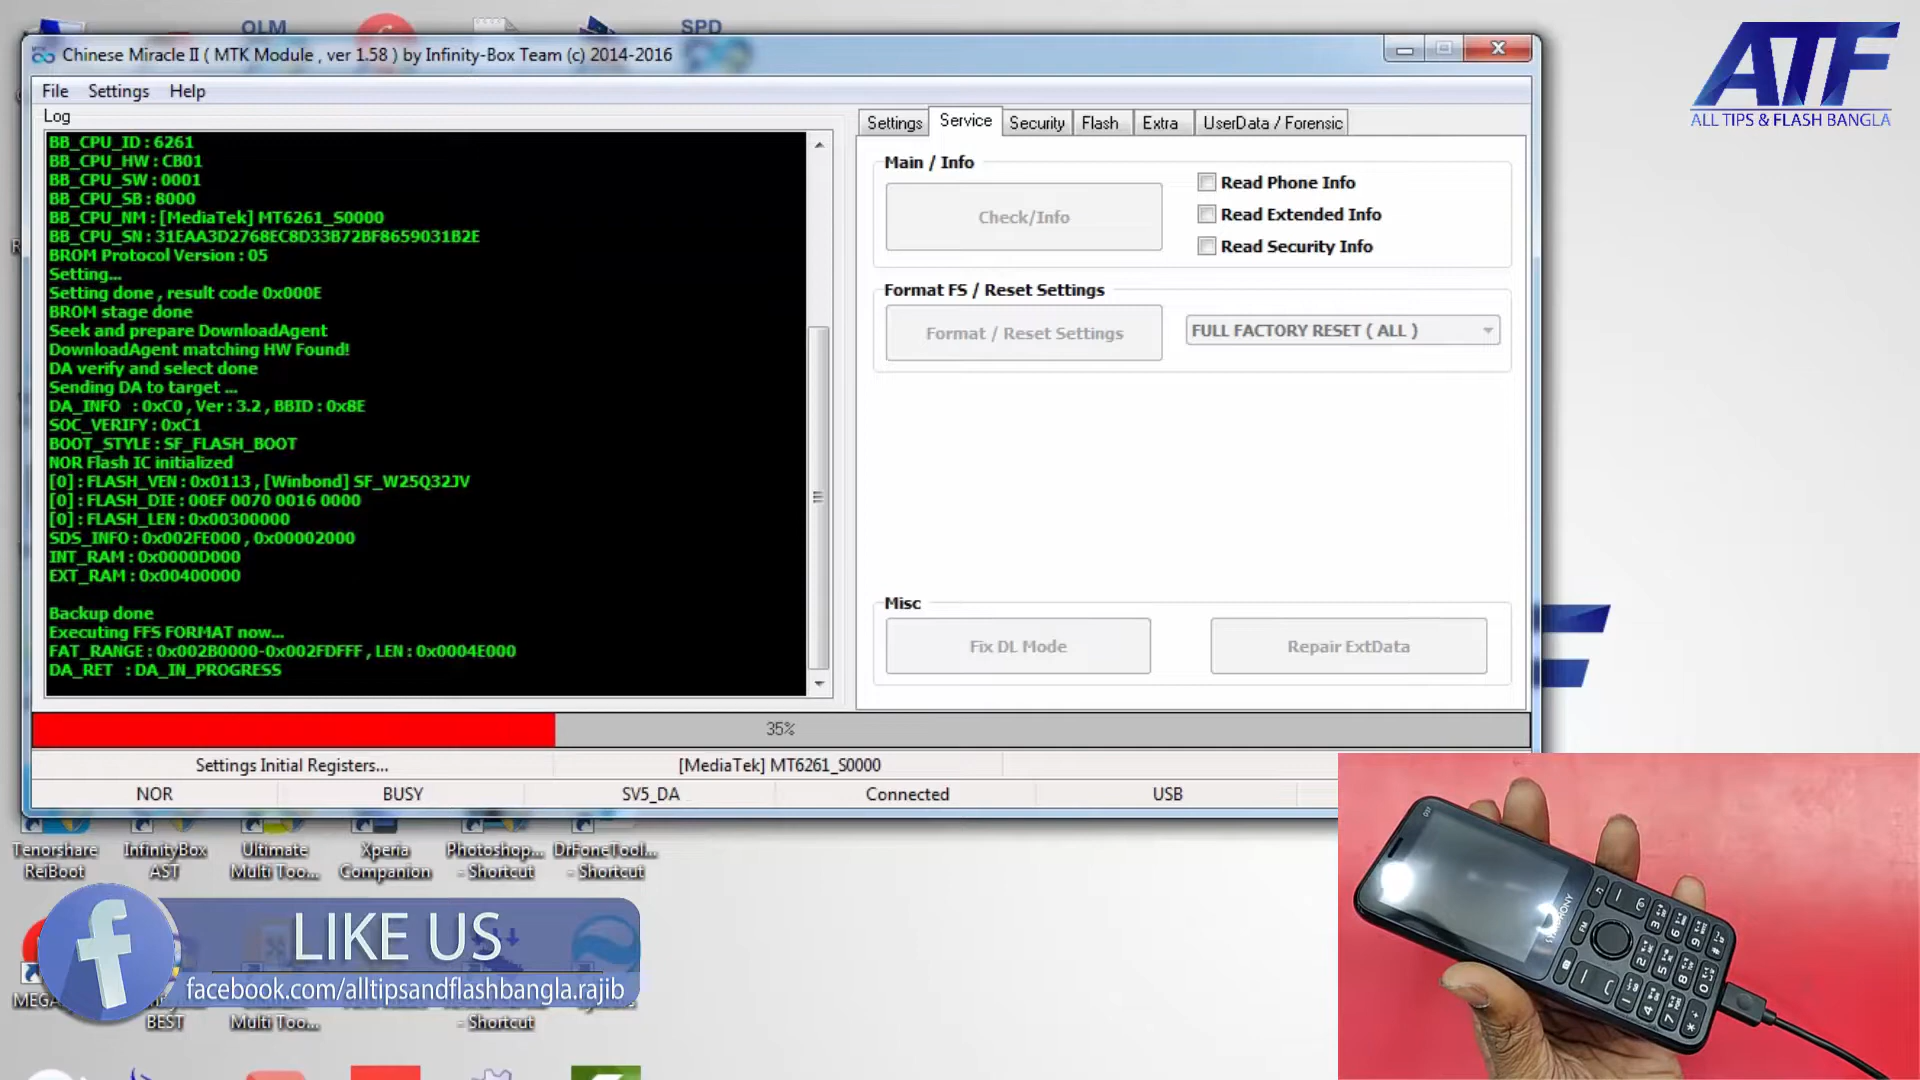 OLM
SPD
Chinese Miracle II ( MTK Module , ver 1.58 ) by Infinity-Box Team (c) 2014-2016
File Settings Help
Log
BB_CPU_ID : 6261
BB_CPU_HW : CB01
BB_CPU_SW : 0001
BB_CPU_SB : 8000
BB_CPU_NM : [MediaTek] MT6261_S0000
BB_CPU_SN : 31EAA3D2768EC8D33B72BF8659031B2E
BROM Protocol Version : 05
Setting...
Setting done , result code 0x000E
BROM stage done
Seek and prepare DownloadAgent
DownloadAgent matching HW Found!
DA verify and select done
Sending DA to target ...
DA_INFO : 0xC0 , Ver : 3.2 , BBID : 0x8E
SOC_VERIFY : 0xC1
BOOT_STYLE : SF_FLASH_BOOT
NOR Flash IC initialized
[0] : FLASH_VEN : 0x0113 , [Winbond] SF_W25Q32JV
[0] : FLASH_DIE : 00EF 0070 0016 0000
[0] : FLASH_LEN : 0x00300000
SDS_INFO : 0x002FE000 , 0x00002000
INT_RAM : 0x0000D000
EXT_RAM : 0x00400000
Backup done
Executing FFS FORMAT now...
FAT_RANGE : 0x002B0000-0x002FDFFF , LEN : 0x0004E000
DA_RET : DA_IN_PROGRESS
Settings Service Security Flash Extra UserData / Forensic
Main / Info
Check/Info
Read Phone Info
Read Extended Info
Read Security Info
Format FS / Reset Settings
Format / Reset Settings
FULL FACTORY RESET ( ALL )
Misc
Fix DL Mode
Repair ExtData
35%
Settings Initial Registers...
[MediaTek] MT6261_S0000
NOR BUSY SV5_DA Connected USB
ATF
ALL TIPS & FLASH BANGLA
Tenorshare ReiBoot
InfinityBox AST
Ultimate Multi Too...
Xperia Companion
Photoshop... - Shortcut
DrFoneTool... - Shortcut
LIKE US
facebook.com/alltipsandflashbangla.rajib
BEST
Multi Too...
- Shortcut
SYMPHONY